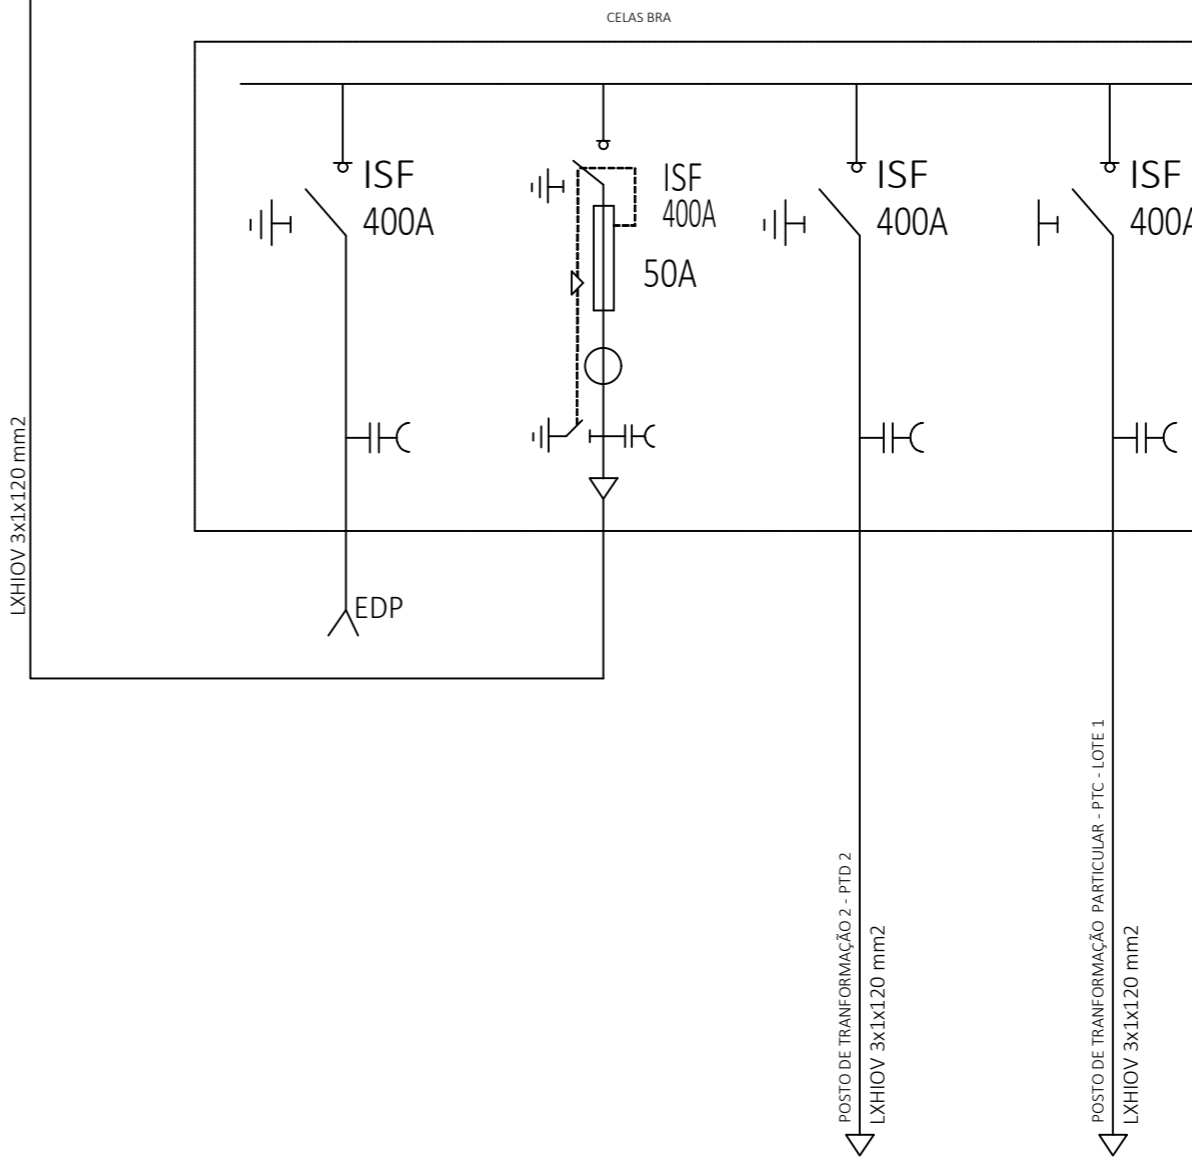 CELAS BRA
ISF
400A
ISF
400A
50A
ISF
400A
ISF
400A
LXHIOV 3x1x120 mm2
EDP
POSTO DE TRANFORMAÇÃO 2 - PTD 2
LXHIOV 3x1x120 mm2
POSTO DE TRANFORMAÇÃO PARTICULAR - PTC - LOTE 1
LXHIOV 3x1x120 mm2